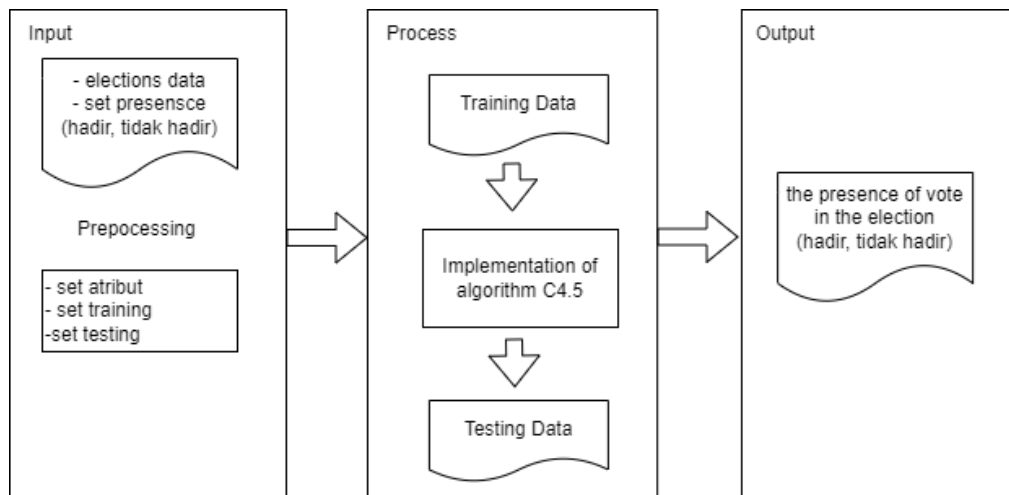 Input
- elections data
- set presensce
(hadir, tidak hadir)
Prepocessing
- set atribut
- set training
-set testing
Process
Training Data
Implementation of
algorithm C4.5
Testing Data
Output
the presence of vote
in the election
(hadir, tidak hadir)